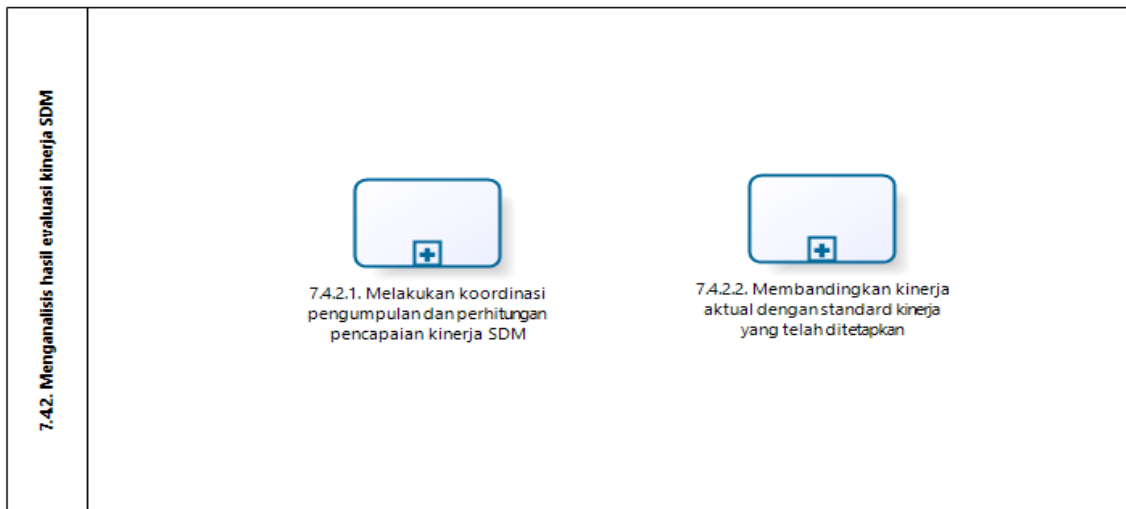 7.4.2. Menganalisis hasil evaluasi kinerja SDM
7.4.2.1. Melakukan koordinasi
pengumpulan dan perhitungan
pencapaian kinerja SDM
7.4.2.2. Membandingkan kinerja
aktual dengan standard kinerja
yang telah ditetapkan